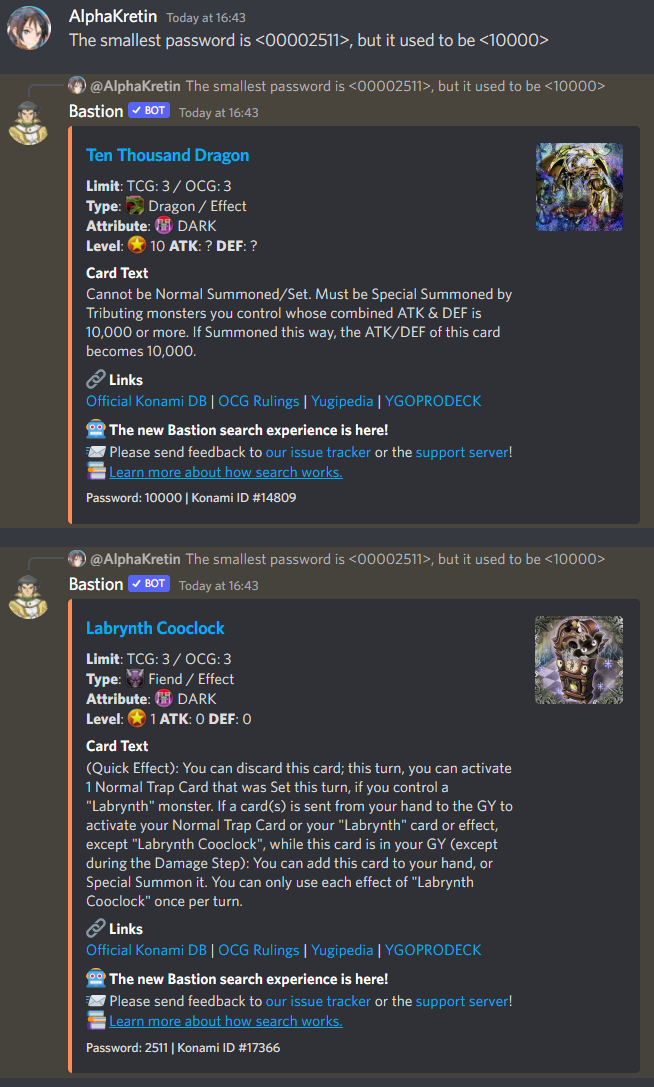 AlphaKretin Today at 16:43
The smallest password is <00002511>, but it used to be <10000>
@AlphaKretin The smallest password is <00002511>, but it used to be <10000>
Bastion ✓ BOT Today at 16:43
Ten Thousand Dragon
Limit: TCG: 3 / OCG: 3
Type: Dragon / Effect
Attribute: DARK
Level: 10 ATK: ? DEF: ?
Card Text
Cannot be Normal Summoned/Set. Must be Special Summoned by
Tributing monsters you control whose combined ATK & DEF is
10,000 or more. If Summoned this way, the ATK/DEF of this card
becomes 10,000.
Links
Official Konami DB | OCG Rulings | Yugipedia | YGOPRODECK
The new Bastion search experience is here!
Please send feedback to our issue tracker or the support server!
Learn more about how search works.
Password: 10000 | Konami ID #14809
@AlphaKretin The smallest password is <00002511>, but it used to be <10000>
Bastion ✓ BOT Today at 16:43
Labrynth Cooclock
Limit: TCG: 3 / OCG: 3
Type: Fiend / Effect
Attribute: DARK
Level: 1 ATK: 0 DEF: 0
Card Text
(Quick Effect): You can discard this card; this turn, you can activate
1 Normal Trap Card that was Set this turn, if you control a
"Labrynth" monster. If a card(s) is sent from your hand to the GY to
activate your Normal Trap Card or your "Labrynth" card or effect,
except "Labrynth Cooclock", while this card is in your GY (except
during the Damage Step): You can add this card to your hand, or
Special Summon it. You can only use each effect of "Labrynth
Cooclock" once per turn.
Links
Official Konami DB | OCG Rulings | Yugipedia | YGOPRODECK
The new Bastion search experience is here!
Please send feedback to our issue tracker or the support server!
Learn more about how search works.
Password: 2511 | Konami ID #17366